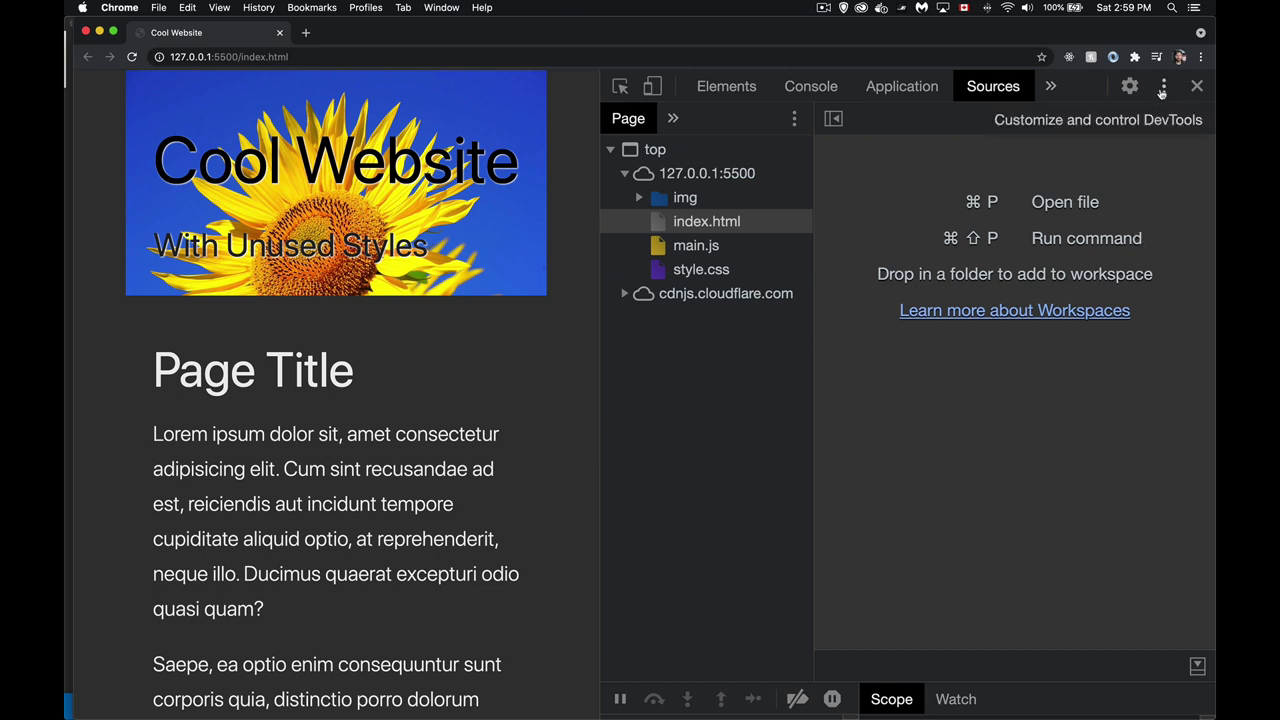 Chrome File Edit View History Bookmarks Profiles Tab Window Help 100% Sat 2:59 PM
Cool Website
127.0.0.1:5500/index.html
Elements Console Application Sources
Page
Customize and control DevTools
top
127.0.0.1:5500
img
index.html
main.js
style.css
cdnjs.cloudflare.com
⌘ P Open file
⌘ ⇧ P Run command
Drop in a folder to add to workspace
Learn more about Workspaces
Scope Watch
Cool Website
With Unused Styles
Page Title
Lorem ipsum dolor sit, amet consectetur
adipisicing elit. Cum sint recusandae ad
est, reiciendis aut incidunt tempore
cupiditate aliquid optio, at reprehenderit,
neque illo. Ducimus quaerat excepturi odio
quasi quam?
Saepe, ea optio enim consequuntur sunt
corporis quia, distinctio porro dolorum